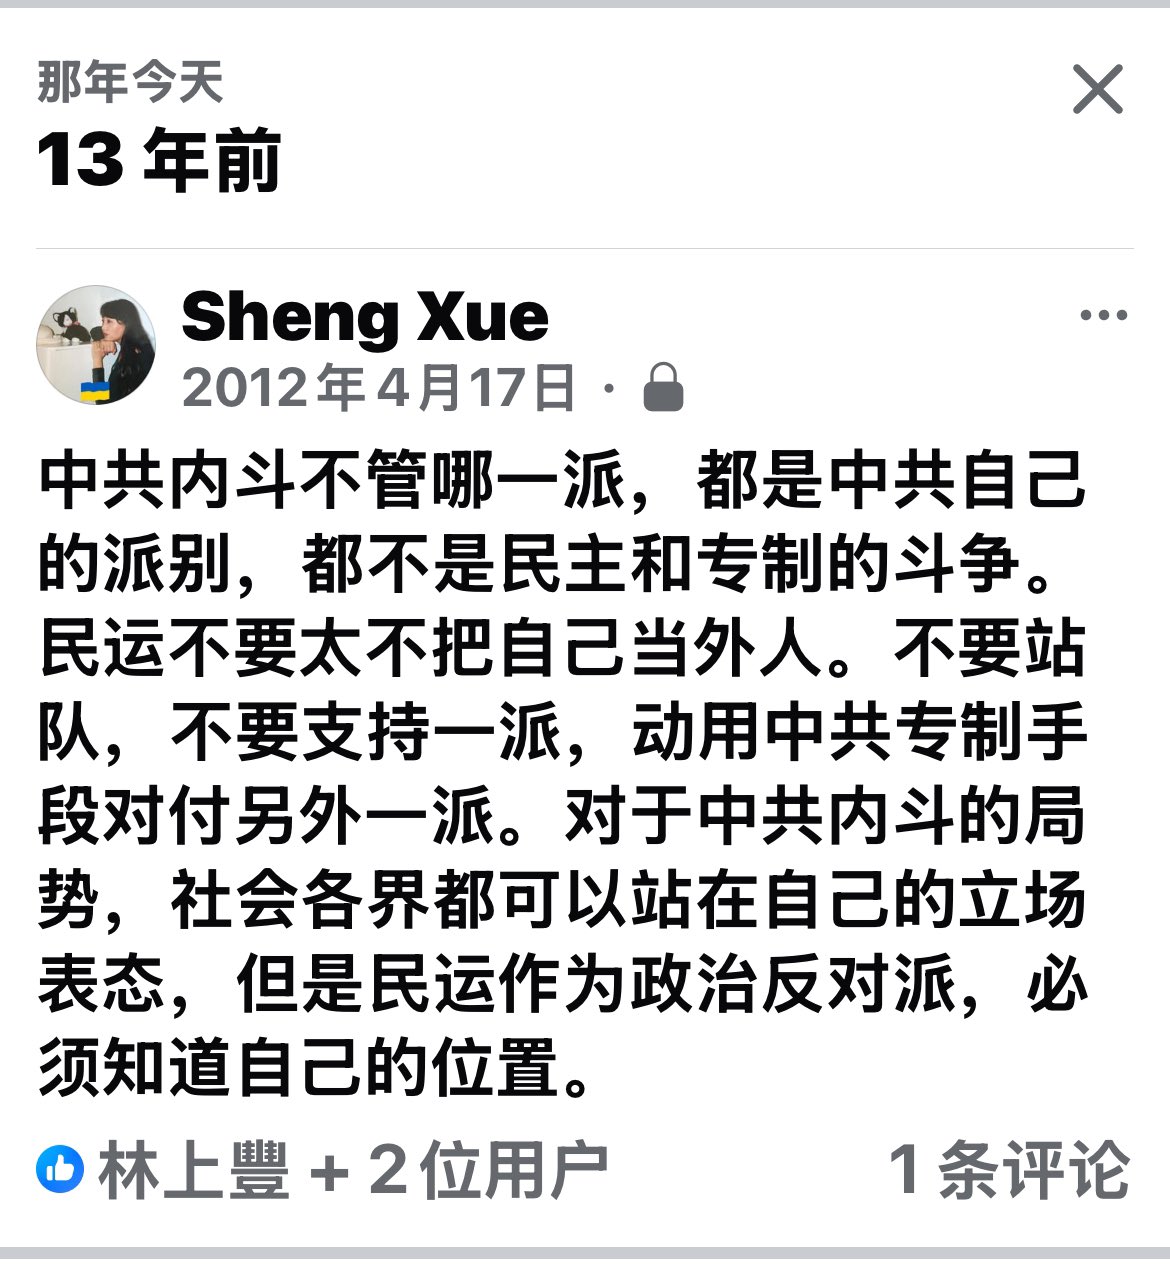 那年今天
13 年前
Sheng Xue
2012年4月17日 ·
中共内斗不管哪一派，都是中共自己
的派别，都不是民主和专制的斗争。
民运不要太不把自己当外人。不要站
队，不要支持一派，动用中共专制手
段对付另外一派。对于中共内斗的局
势，社会各界都可以站在自己的立场
表态，但是民运作为政治反对派，必
须知道自己的位置。
林上豐 + 2 位用户 1 条评论